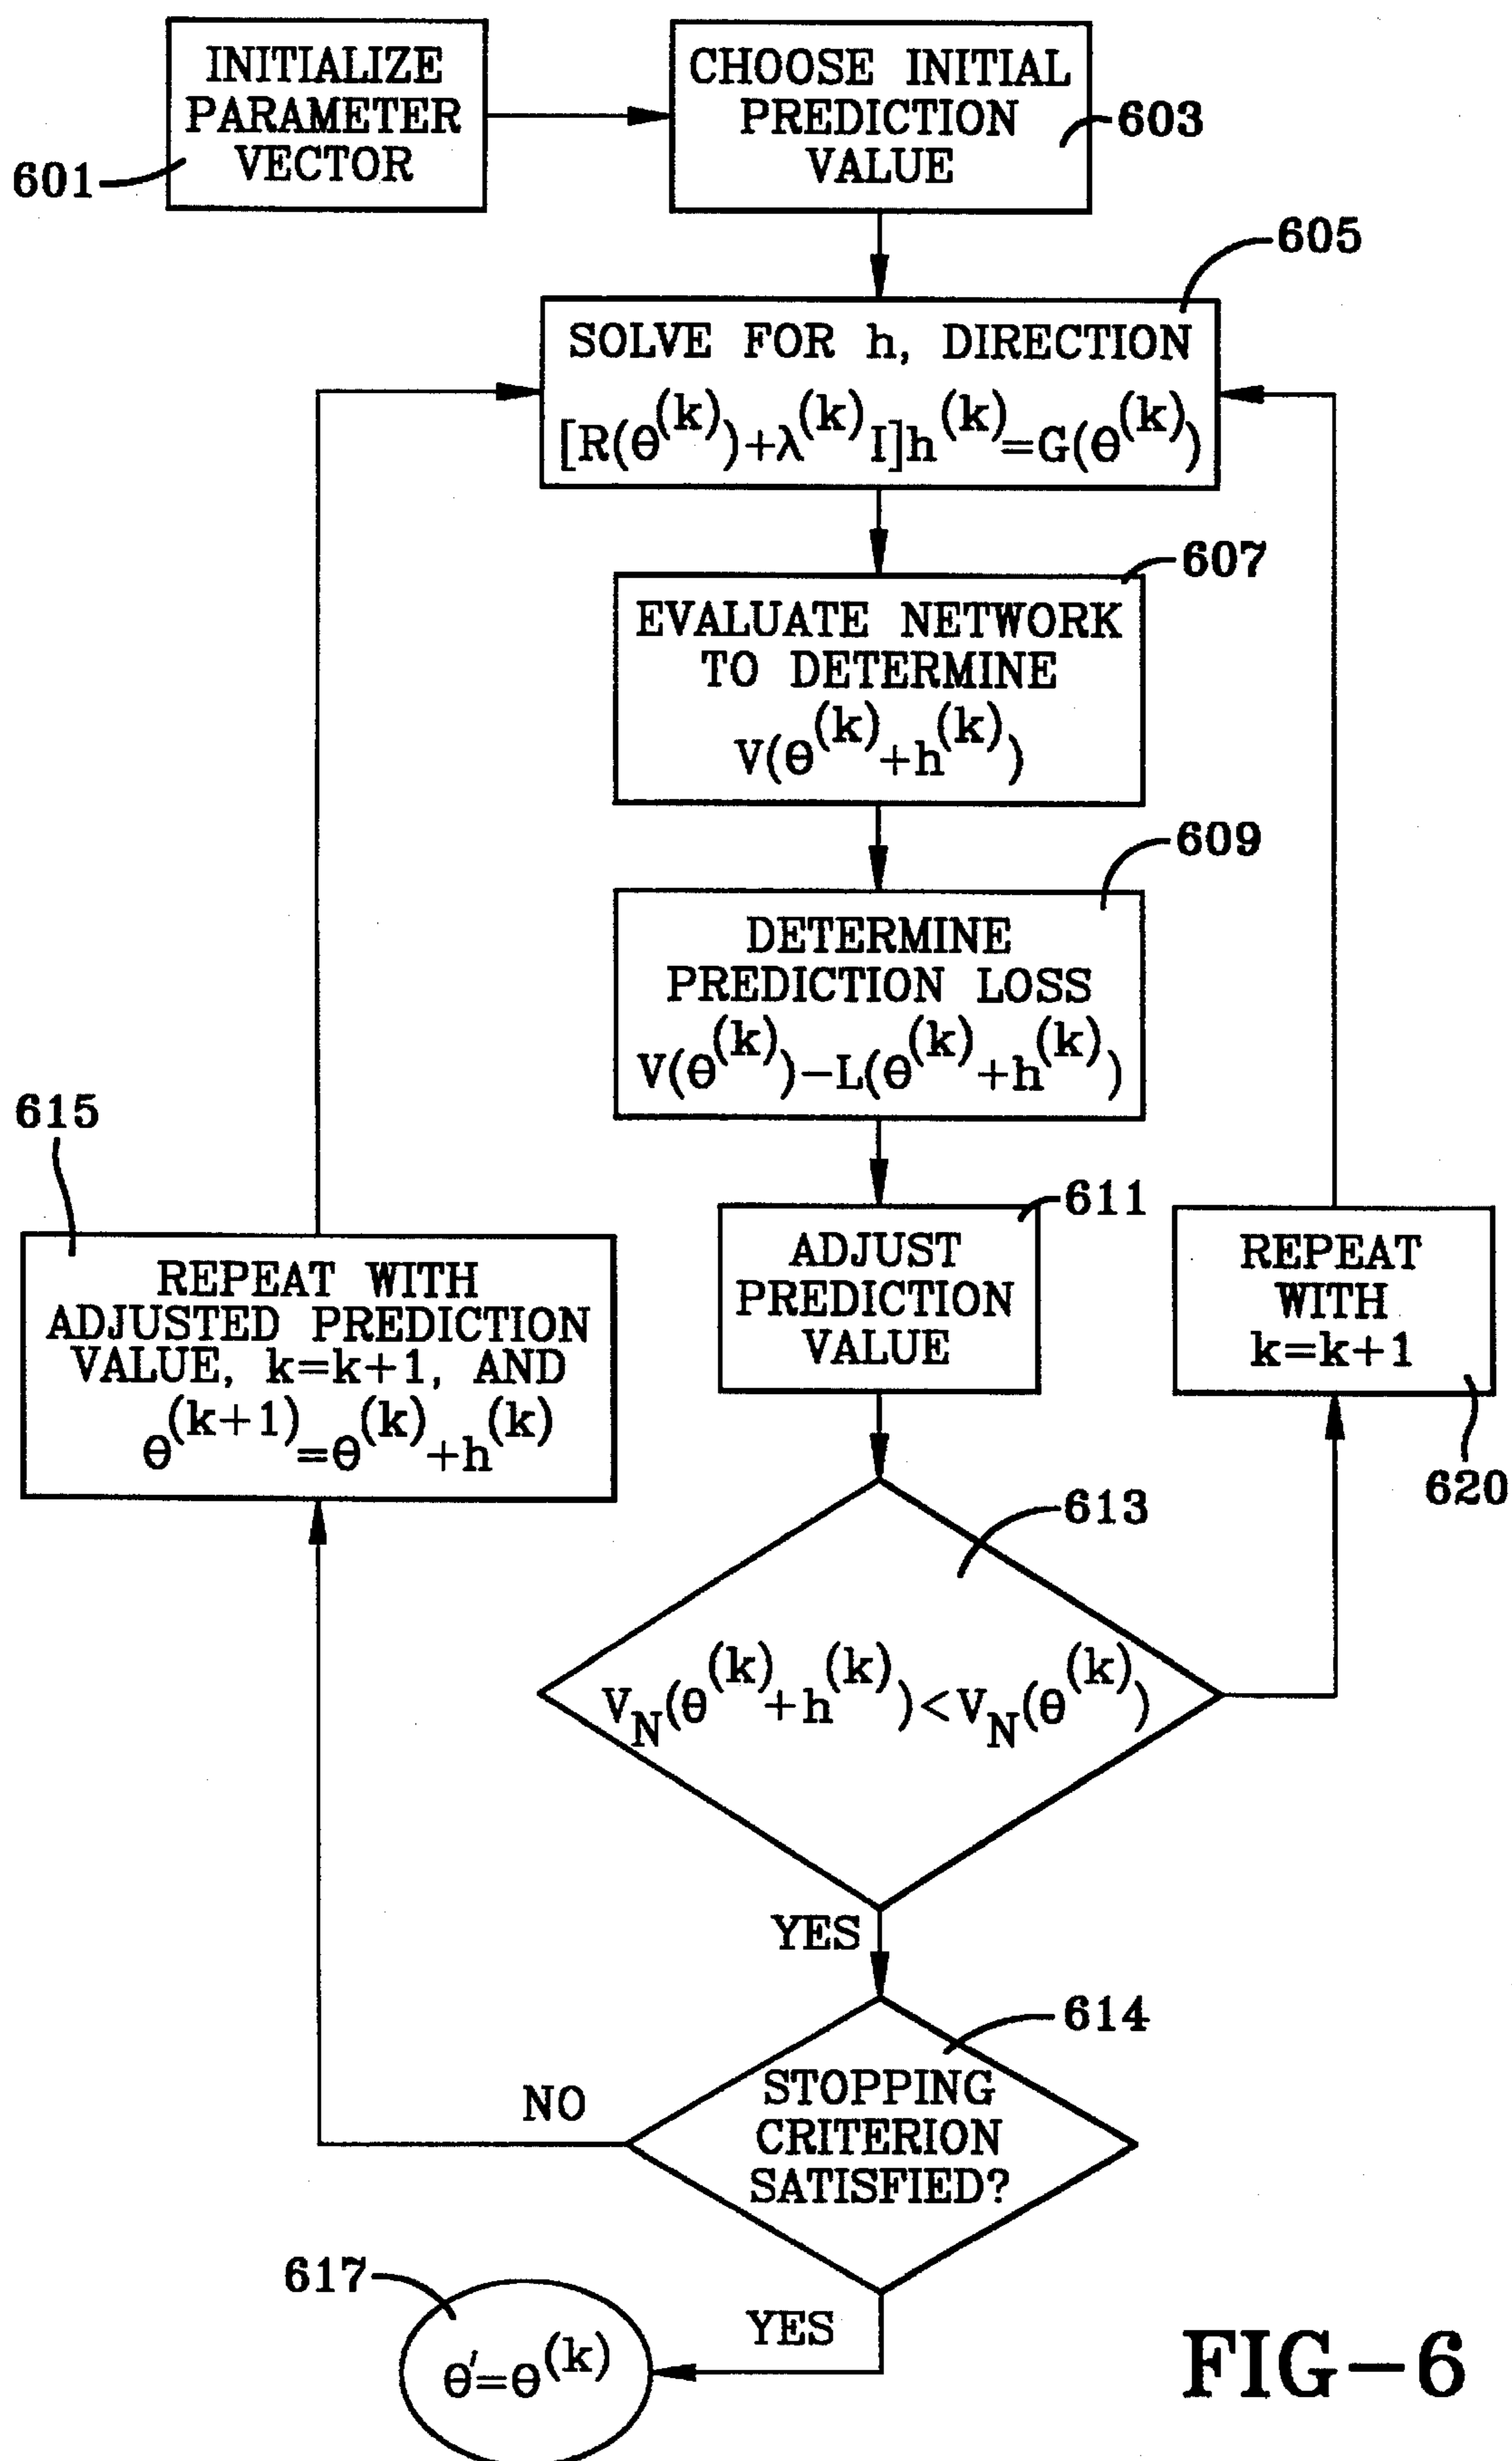 INITIALIZE
PARAMETER
VECTOR
601
CHOOSE INITIAL
PREDICTION
VALUE
603
605
SOLVE FOR h, DIRECTION
[R(θ^(k))+λ^(k)I]h^(k)=G(θ^(k))
607
EVALUATE NETWORK
TO DETERMINE
V(θ^(k)+h^(k))
609
DETERMINE
PREDICTION LOSS
V(θ^(k))−L(θ^(k)+h^(k))
615
611
ADJUST
PREDICTION
VALUE
REPEAT WITH
ADJUSTED PREDICTION
VALUE, k=k+1, AND
θ^(k+1)=θ^(k)+h^(k)
REPEAT
WITH
k=k+1
620
613
V_N(θ^(k)+h^(k))<V_N(θ^(k))
YES
614
STOPPING
CRITERION
SATISFIED?
NO
617
YES
θ'=θ^(k)
FIG-6